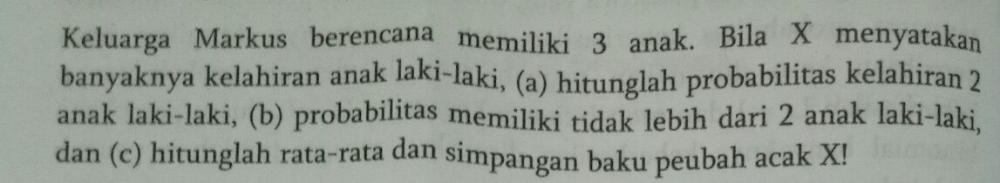 Keluarga Markus berencana memiliki 3 anak. Bila X menyatakan
banyaknya kelahiran anak laki-laki, (a) hitunglah probabilitas kelahiran 2
anak laki-laki, (b) probabilitas memiliki tidak lebih dari 2 anak laki-laki,
dan (c) hitunglah rata-rata dan simpangan baku peubah acak X!